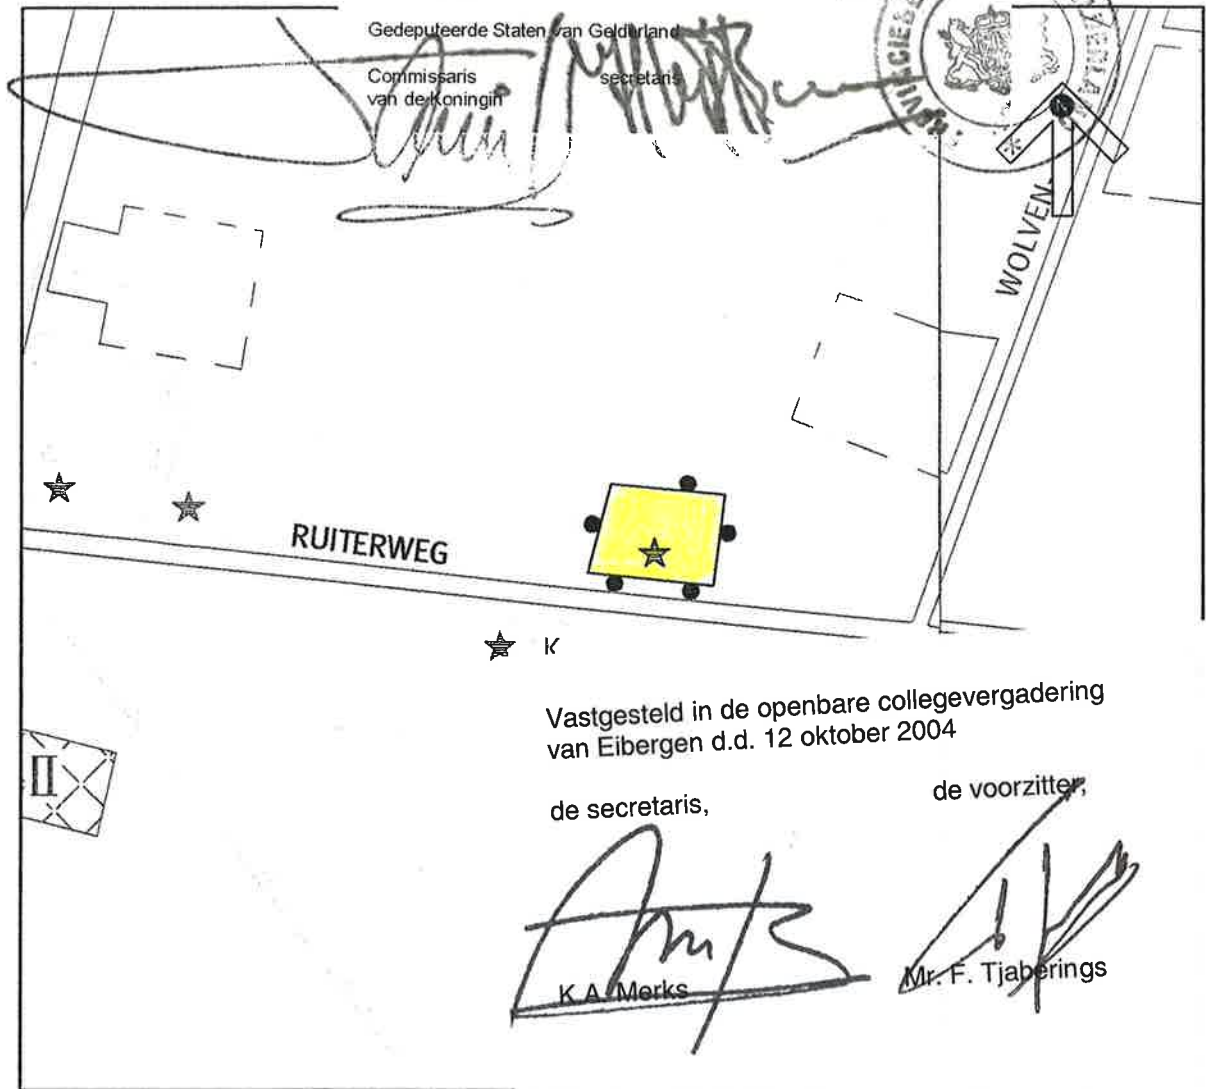 Gedeputeerde Staten van Gelderland
Commissaris secretaris
van de Koningin
WOLVEN-
RUITERWEG
K
II
Vastgesteld in de openbare collegevergadering
van Eibergen d.d. 12 oktober 2004
de secretaris, de voorzitter,
K.A. Merks Mr. F. Tjaberings